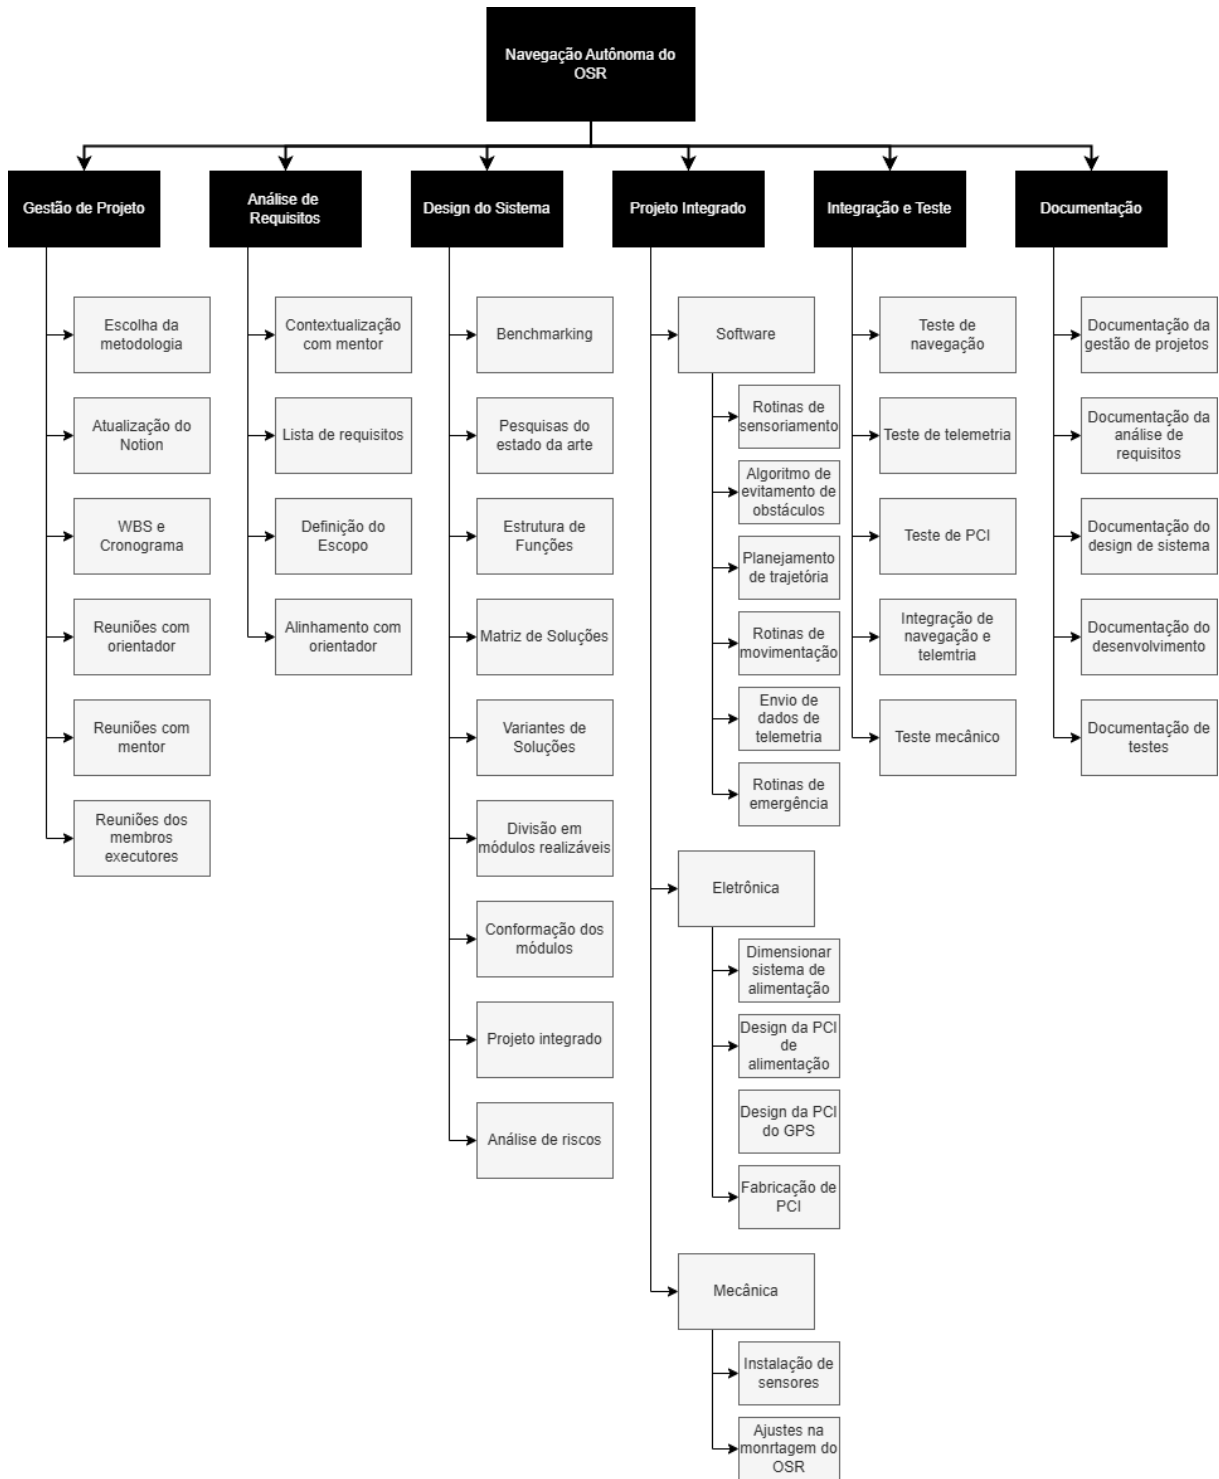 Navegação Autônoma do
OSR
Gestão de Projeto
Escolha da
metodologia
Atualização do
Notion
WBS e
Cronograma
Reuniões com
orientador
Reuniões com
mentor
Reuniões dos
membros
executores
Análise de
Requisitos
Contextualização
com mentor
Lista de requisitos
Definição do
Escopo
Alinhamento com
orientador
Design do Sistema
Benchmarking
Pesquisas do
estado da arte
Estrutura de
Funções
Matriz de Soluções
Variantes de
Soluções
Divisão em
módulos realizáveis
Conformação dos
módulos
Projeto integrado
Análise de riscos
Projeto Integrado
Software
Rotinas de
sensoriamento
Algoritmo de
evitamento de
obstáculos
Planejamento
de trajetória
Rotinas de
movimentação
Envio de
dados de
telemetria
Rotinas de
emergência
Eletrônica
Dimensionar
sistema de
alimentação
Design da PCI
de
alimentação
Design da PCI
do GPS
Fabricação de
PCI
Mecânica
Instalação de
sensores
Ajustes na
monrtagem do
OSR
Integração e Teste
Teste de
navegação
Teste de telemetria
Teste de PCI
Integração de
navegação e
telemtria
Teste mecânico
Documentação
Documentação da
gestão de projetos
Documentação da
análise de
requisitos
Documentação do
design de sistema
Documentação do
desenvolvimento
Documentação de
testes